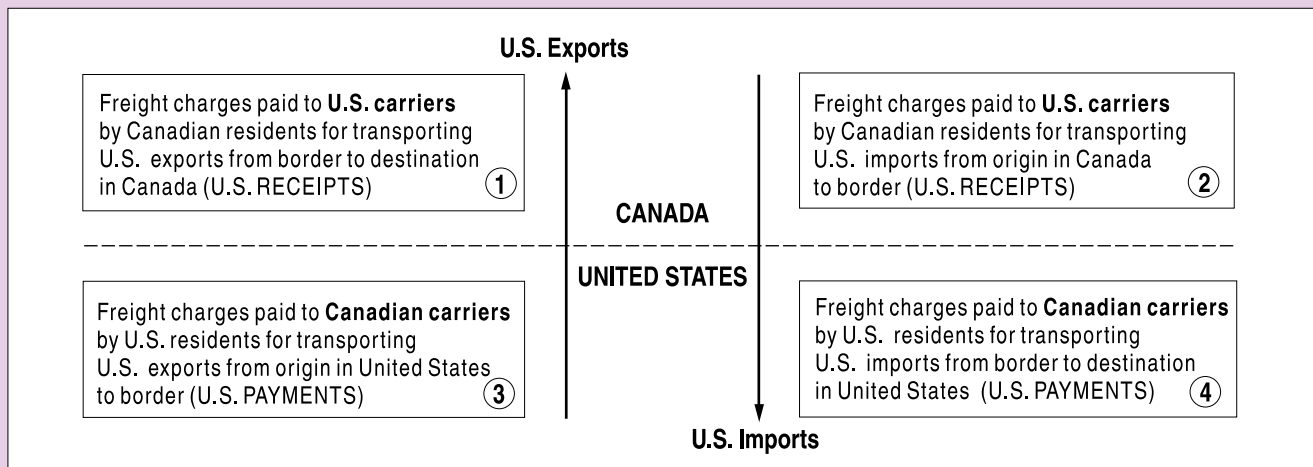 U.S. Exports
Freight charges paid to U.S. carriers
by Canadian residents for transporting
U.S. exports from border to destination
in Canada (U.S. RECEIPTS)
1
Freight charges paid to U.S. carriers
by Canadian residents for transporting
U.S. imports from origin in Canada
to border (U.S. RECEIPTS)
2
CANADA
UNITED STATES
Freight charges paid to Canadian carriers
by U.S. residents for transporting
U.S. exports from origin in United States
to border (U.S. PAYMENTS)
3
Freight charges paid to Canadian carriers
by U.S. residents for transporting
U.S. imports from border to destination
in United States (U.S. PAYMENTS)
4
U.S. Imports